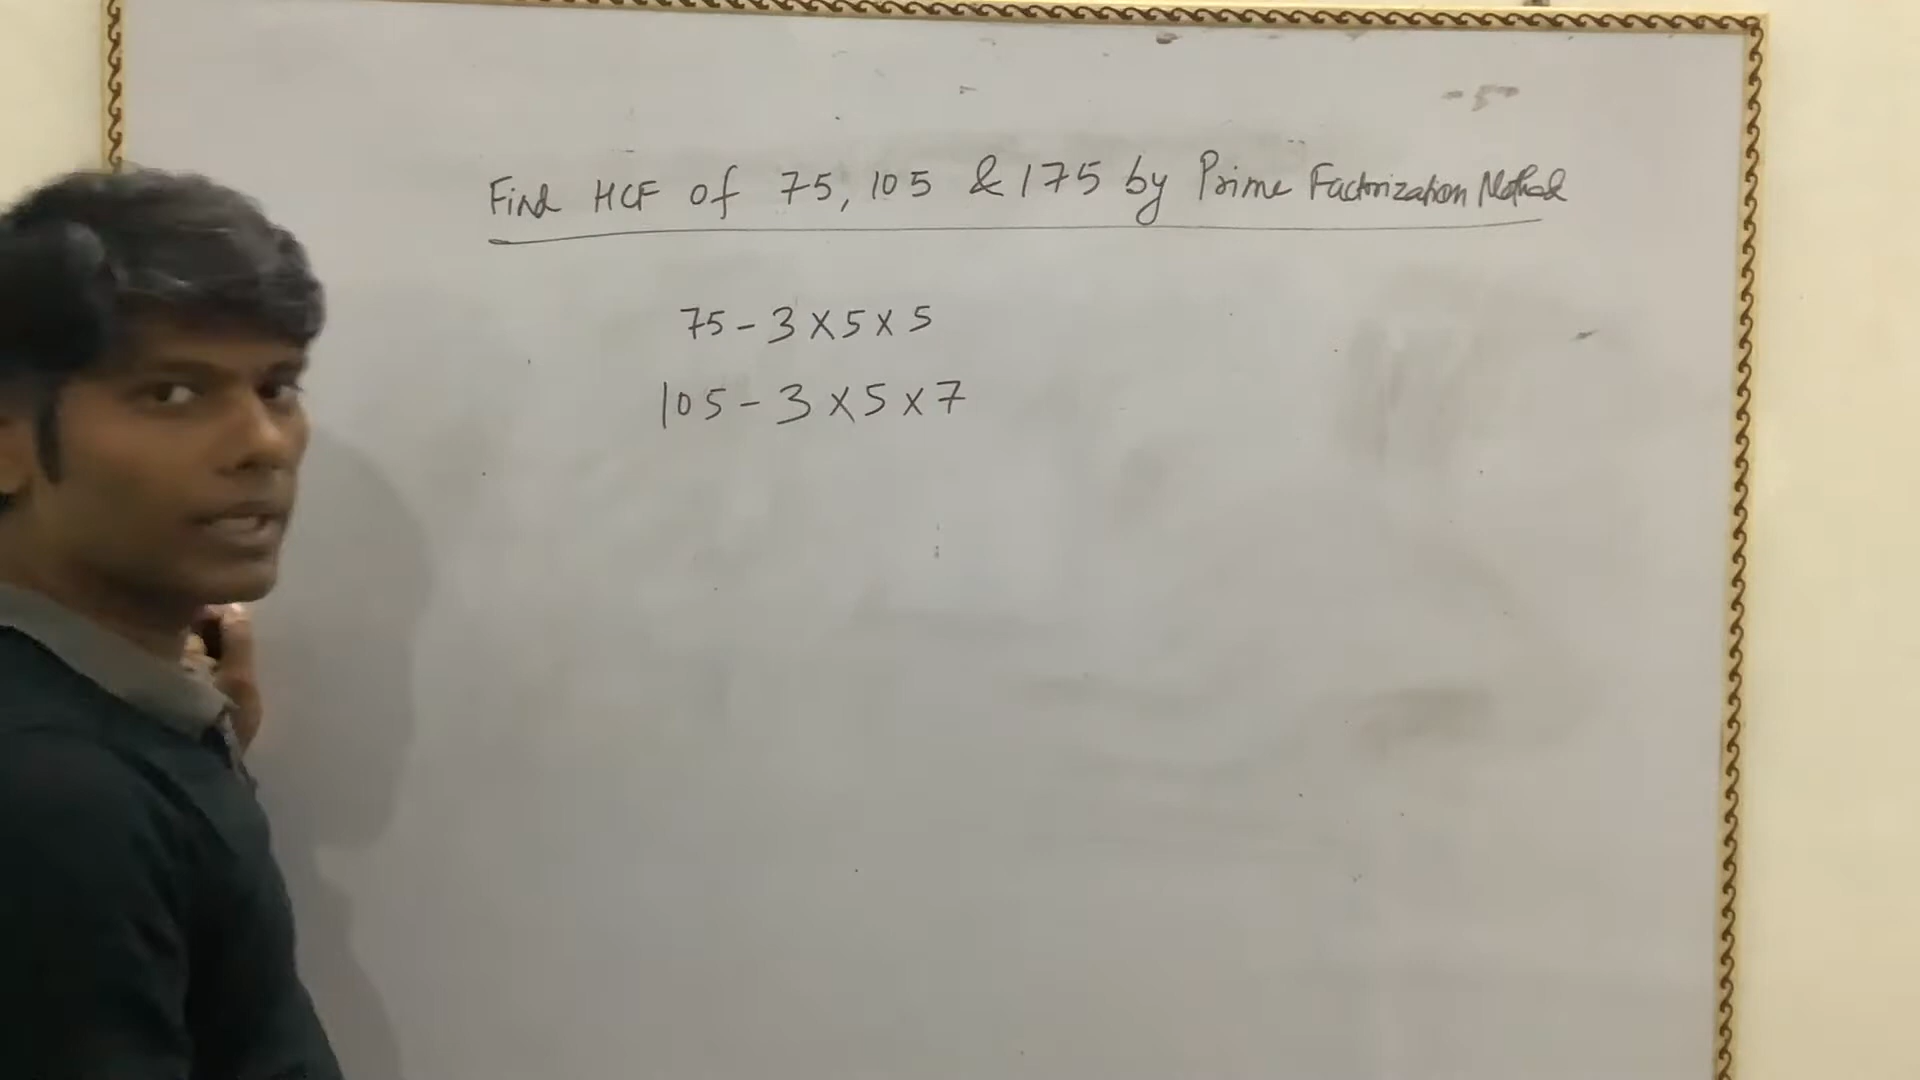 Find HCF of 75, 105 & 175 by Prime Factorization Method
75 - 3 × 5 × 5
105 - 3 × 5 × 7